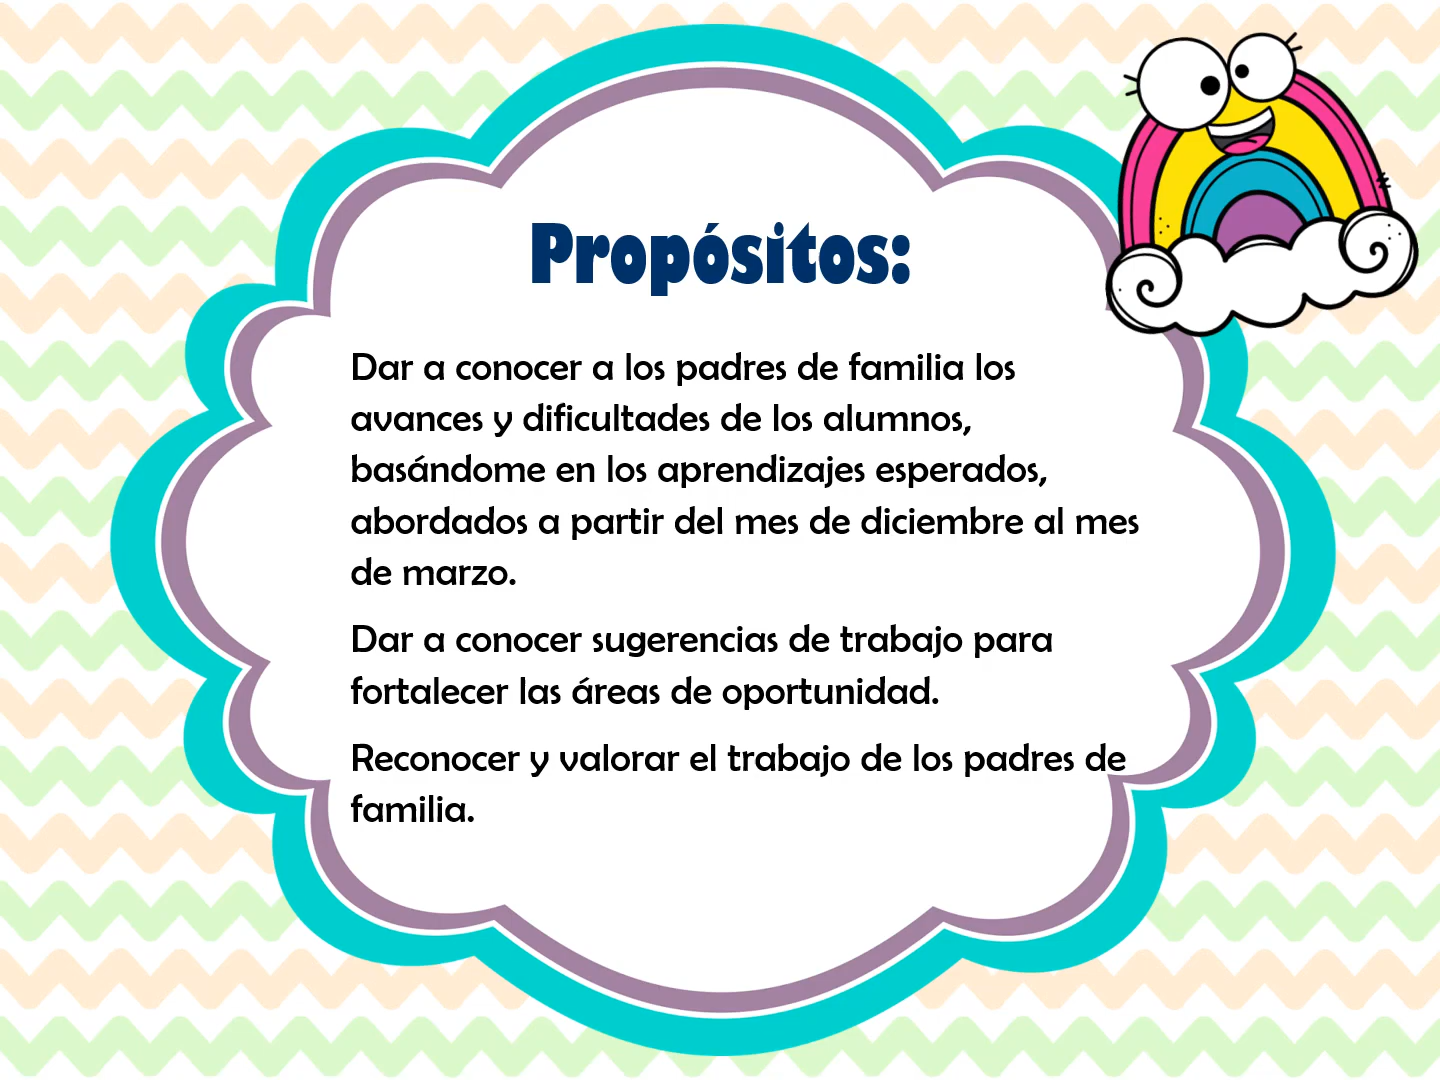 Propósitos:
Dar a conocer a los padres de familia los
avances y dificultades de los alumnos,
basándome en los aprendizajes esperados,
abordados a partir del mes de diciembre al mes
de marzo.
Dar a conocer sugerencias de trabajo para
fortalecer las áreas de oportunidad.
Reconocer y valorar el trabajo de los padres de
familia.